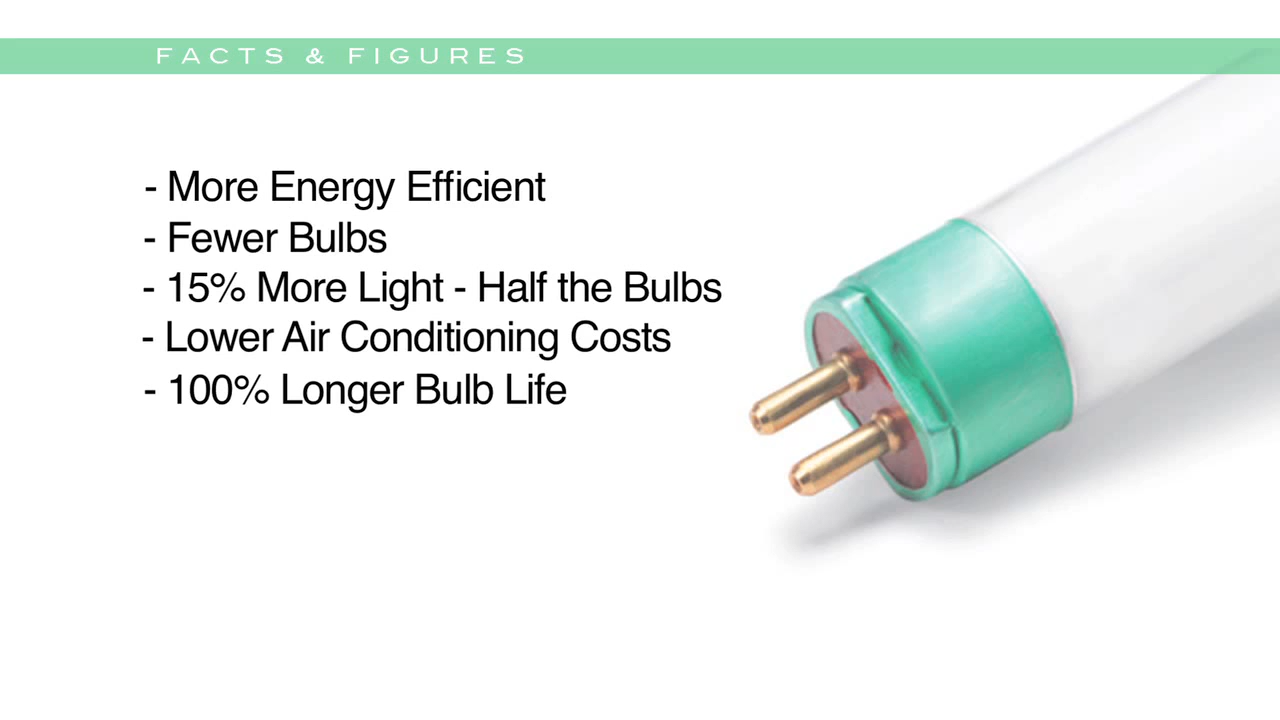 FACTS & FIGURES
- More Energy Efficient
- Fewer Bulbs
- 15% More Light - Half the Bulbs
- Lower Air Conditioning Costs
- 100% Longer Bulb Life